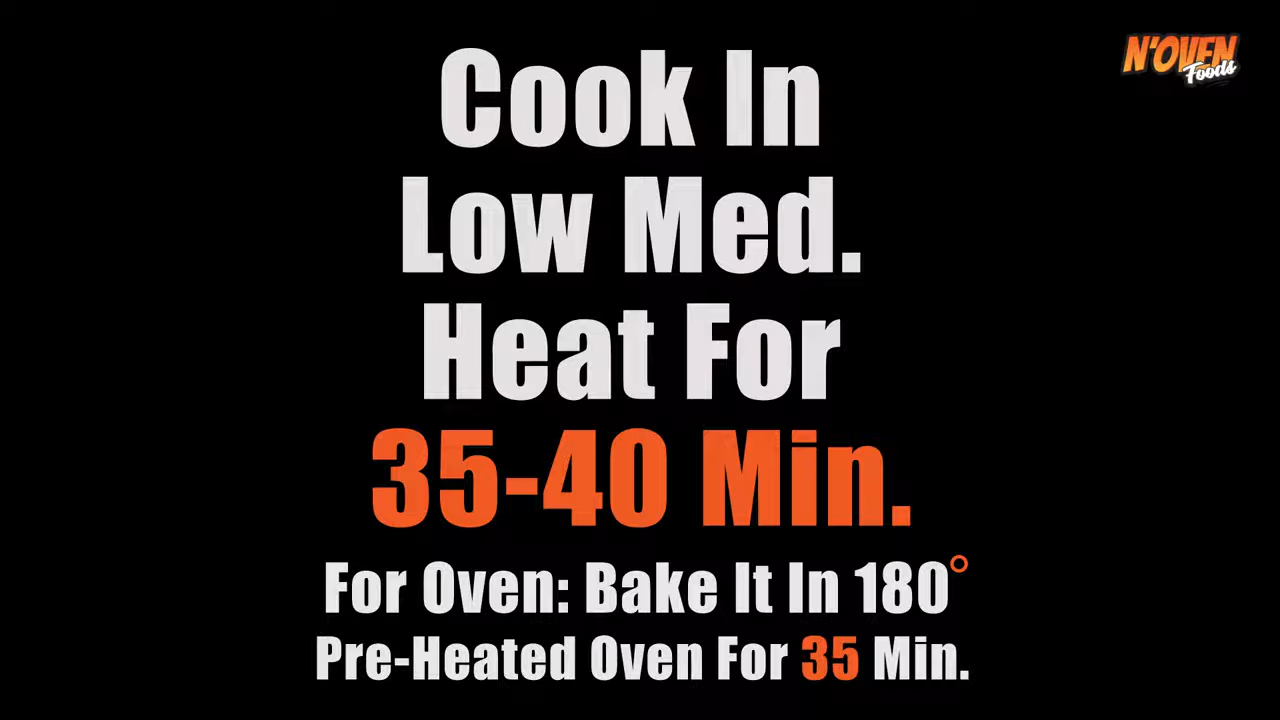 N'OVEN
Foods
Cook In
Low Med.
Heat For
35-40 Min.
For Oven: Bake It In 180°
Pre-Heated Oven For 35 Min.